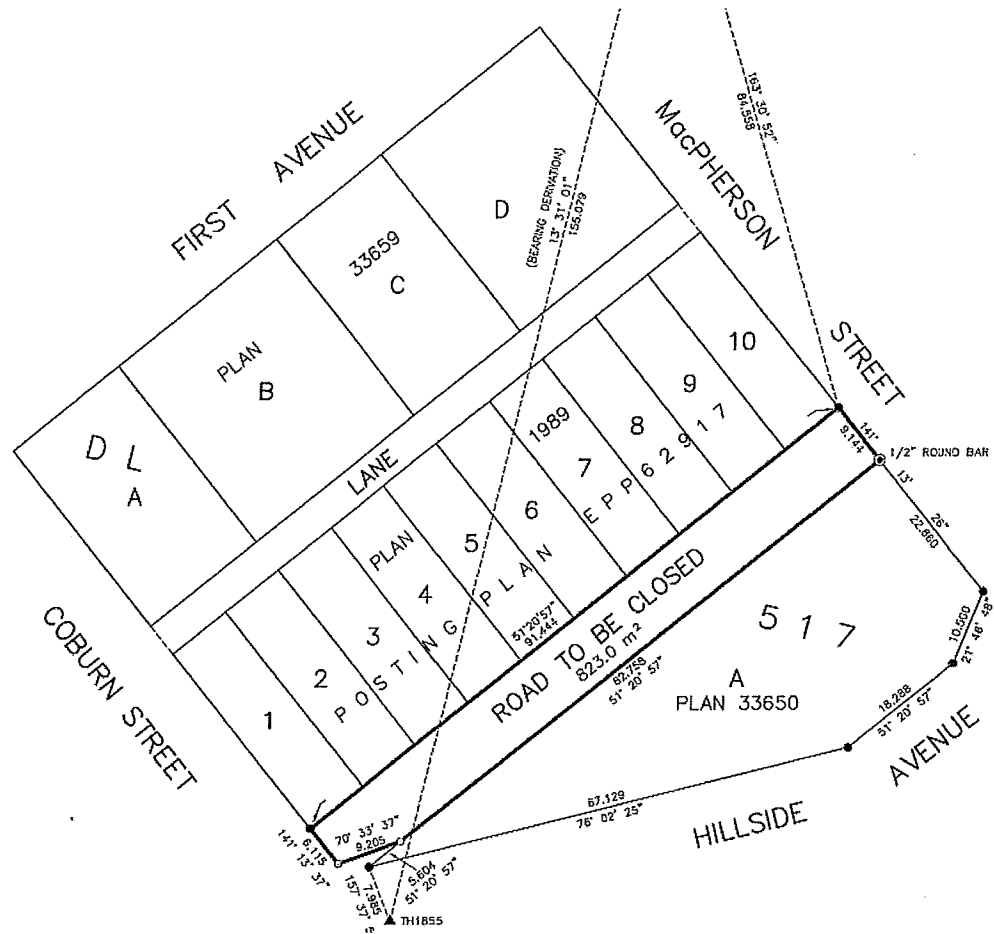 FIRST AVENUE
MacPHERSON STREET
163° 30' 52"
84.558
(BEARING DERIVATION)
13° 31' 01"
155.079
D
33659
C
PLAN
B
D L
A
LANE
10
9
8
1989
7
6
5
PLAN
4
3
2
1
POSTING PLAN EPP62917
COBURN STREET
141°
9.144
1/2" ROUND BAR
13'
26"
22.860
51°20'57"
91.444
ROAD TO BE CLOSED
823.0 m²
82.758
51° 20' 57"
517
A
PLAN 33650
10.560
21° 46' 48"
18.288
51° 20' 57"
HILLSIDE AVENUE
67.129
76° 02' 25"
70° 33' 37"
9.205
6.115
141° 13' 37"
5.604
51° 20' 57"
7.985
157° 37'
TH1855